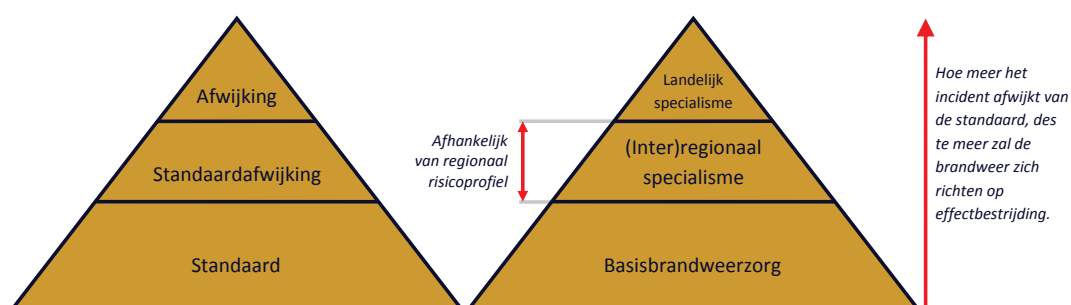 Afwijking
Standaardafwijking
Standaard
Afhankelijk
van regionaal
risicoprofiel
Landelijk
specialisme
(Inter)regionaal
specialisme
Basisbrandweerzorg
Hoe meer het
incident afwijkt van
de standaard, des
te meer zal de
brandweer zich
richten op
effectbestrijding.